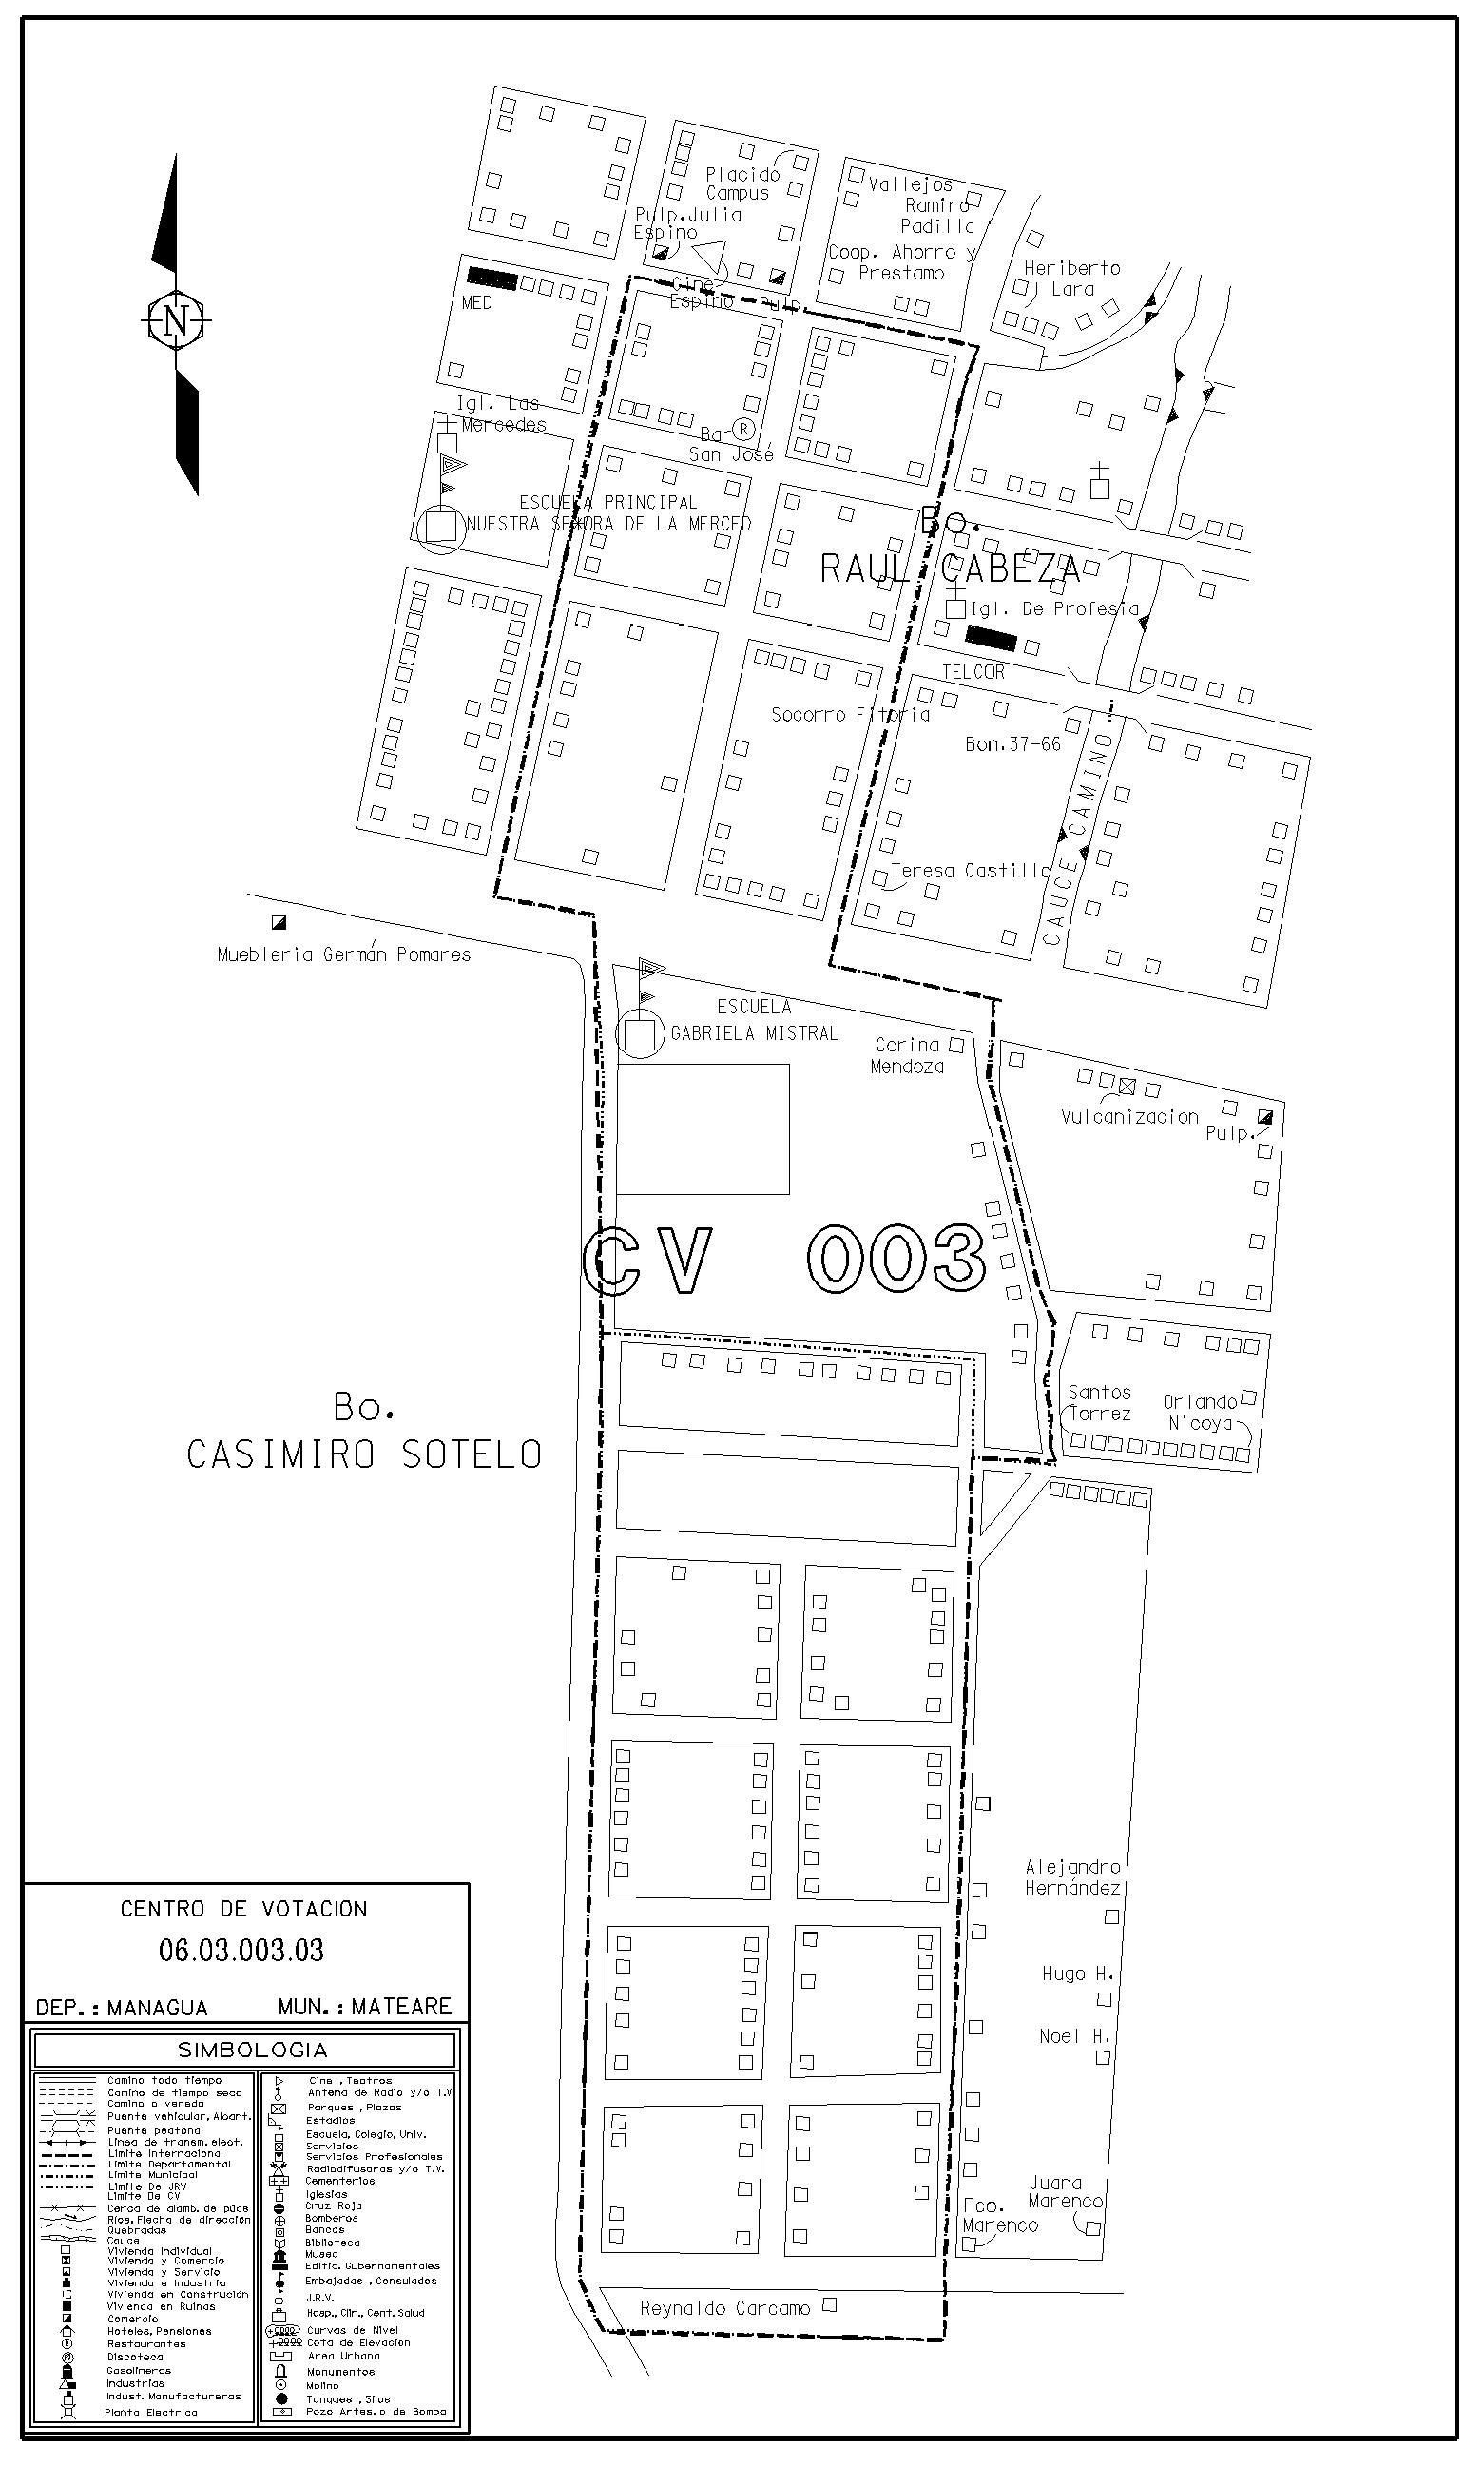 Placido
Campus
Vallejos
Ramiro
Padilla
Pulp.Julia
Espino
Coop. Ahorro y
Prestamo
Heriberto
Lara
Cine
Espino
Pulp.
MED
N
Igl. Las
Mercedes
Bar R
San José
ESCUELA PRINCIPAL
NUESTRA SEÑORA DE LA MERCED
Bo.
RAUL CABEZA
Igl. De Profesia
TELCOR
Socorro Fitoria
Bon.37-66
CAUCE CAMINO
Teresa Castillo
Muebleria Germán Pomares
ESCUELA
GABRIELA MISTRAL
Corina
Mendoza
Vulcanizacion
Pulp.
CV 003
Bo.
CASIMIRO SOTELO
Santos
Torrez
Orlando
Nicoya
Alejandro
Hernández
Hugo H.
Noel H.
Juana
Marenco
Fco.
Marenco
Reynaldo Carcamo
CENTRO DE VOTACION
06.03.003.03
DEP.: MANAGUA MUN.: MATEARE
SIMBOLOGIA
Camino todo tiempo
Camino de tiempo seco
Camino o vereda
Puente vehicular, Alcant.
Puente peatonal
Linea de transm. elect.
Limite Internacional
Limite Departamental
Limite Municipal
Limite De JRV
Limite De CV
Cerca de alamb. de púas
Ríos, Flecha de dirección
Quebradas
Cauce
Vivienda Individual
Vivienda y Comercio
Vivienda y Servicio
Vivienda e Industria
Vivienda en Construción
Vivienda en Ruinas
Comercio
Hoteles, Pensiones
Restaurantes
Discoteca
Gasolineras
Industrias
Indust. Manufactureras
Planta Electrica
Cine , Teatros
Antena de Radio y/o T.V
Parques , Plazas
Estadios
Escuela, Colegio, Univ.
Servicios
Servicios Profesionales
Radiodifusoras y/o T.V.
Cementerios
Iglesias
Cruz Roja
Bomberos
Bancos
Biblioteca
Museo
Edific. Gubernamentales
Embajadas , Consulados
J.R.V.
Hosp., Clin., Cent. Salud
Curvas de Nivel
Cota de Elevación
Area Urbana
Monumentos
Molino
Tanques , Silos
Pozo Artes. o de Bomba